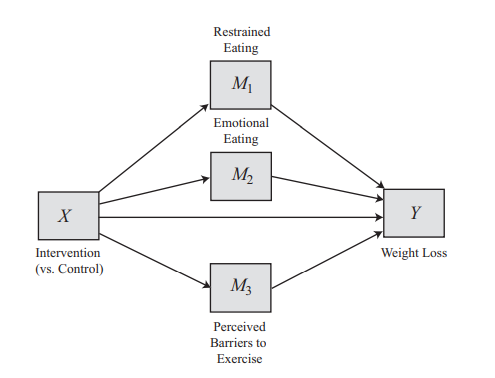 Restrained
Eating
M1
Emotional
Eating
M2
X
Intervention
(vs. Control)
Y
Weight Loss
M3
Perceived
Barriers to
Exercise